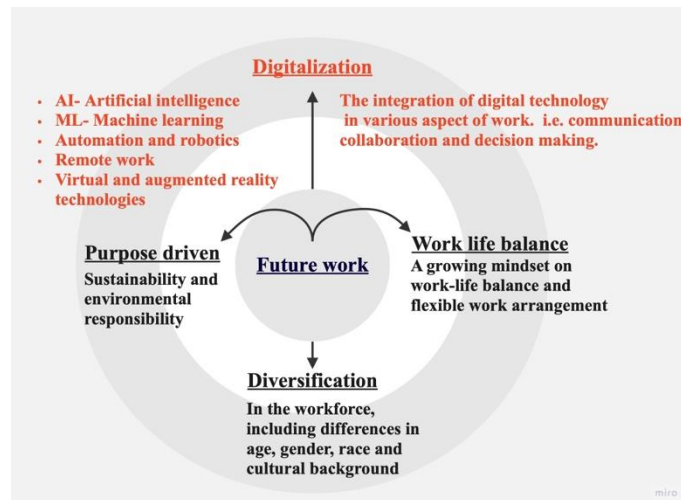 Digitalization
• AI- Artificial intelligence
• ML- Machine learning
• Automation and robotics
• Remote work
• Virtual and augmented reality
technologies
The integration of digital technology
in various aspect of work. i.e. communication
collaboration and decision making.
Purpose driven
Sustainability and
environmental
responsibility
Future work
Work life balance
A growing mindset on
work-life balance and
flexible work arrangement
Diversification
In the workforce,
including differences in
age, gender, race and
cultural background
miro